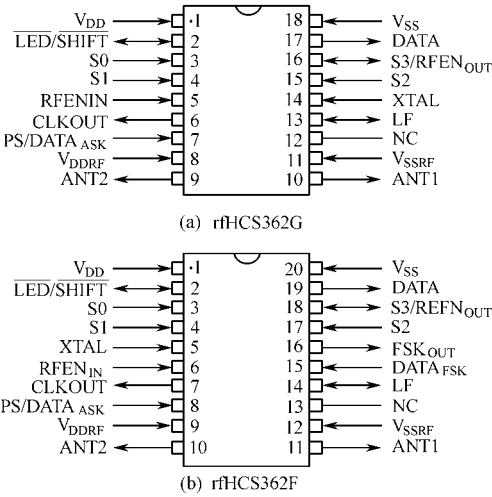 VDD ·1 18 VSS
LED/SHIFT 2 17 DATA
S0 3 16 S3/RFENOUT
S1 4 15 S2
RFENIN 5 14 XTAL
CLKOUT 6 13 LF
PS/DATAASK 7 12 NC
VDDRF 8 11 VSSRF
ANT2 9 10 ANT1
(a) rfHCS362G
VDD ·1 20 VSS
LED/SHIFT 2 19 DATA
S0 3 18 S3/REFNOUT
S1 4 17 S2
XTAL 5 16 FSKOUT
RFENIN 6 15 DATAFSK
CLKOUT 7 14 LF
PS/DATAASK 8 13 NC
VDDRF 9 12 VSSRF
ANT2 10 11 ANT1
(b) rfHCS362F